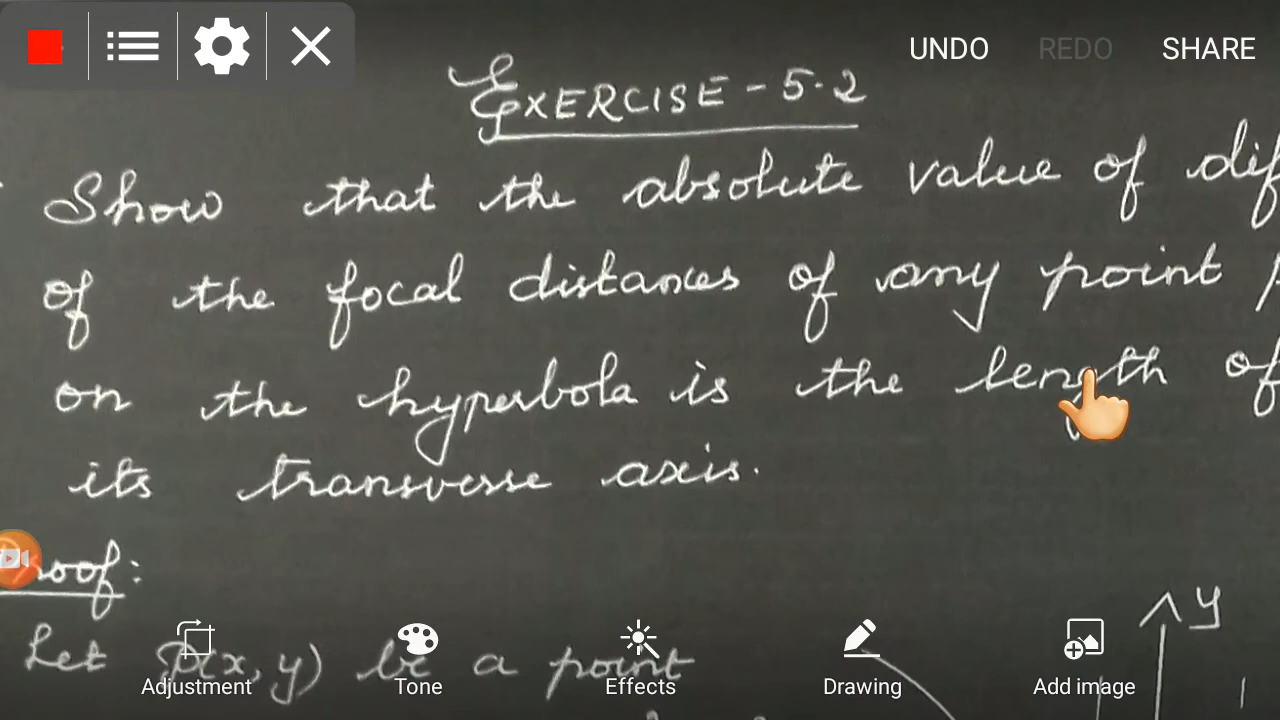 UNDO REDO SHARE
EXERCISE - 5.2
Show that the absolute value of dif
of the focal distances of any point
on the hyperbola is the length of
its transverse axis.
roof:
Let P(x, y) be a point
y
Adjustment Tone Effects Drawing Add image